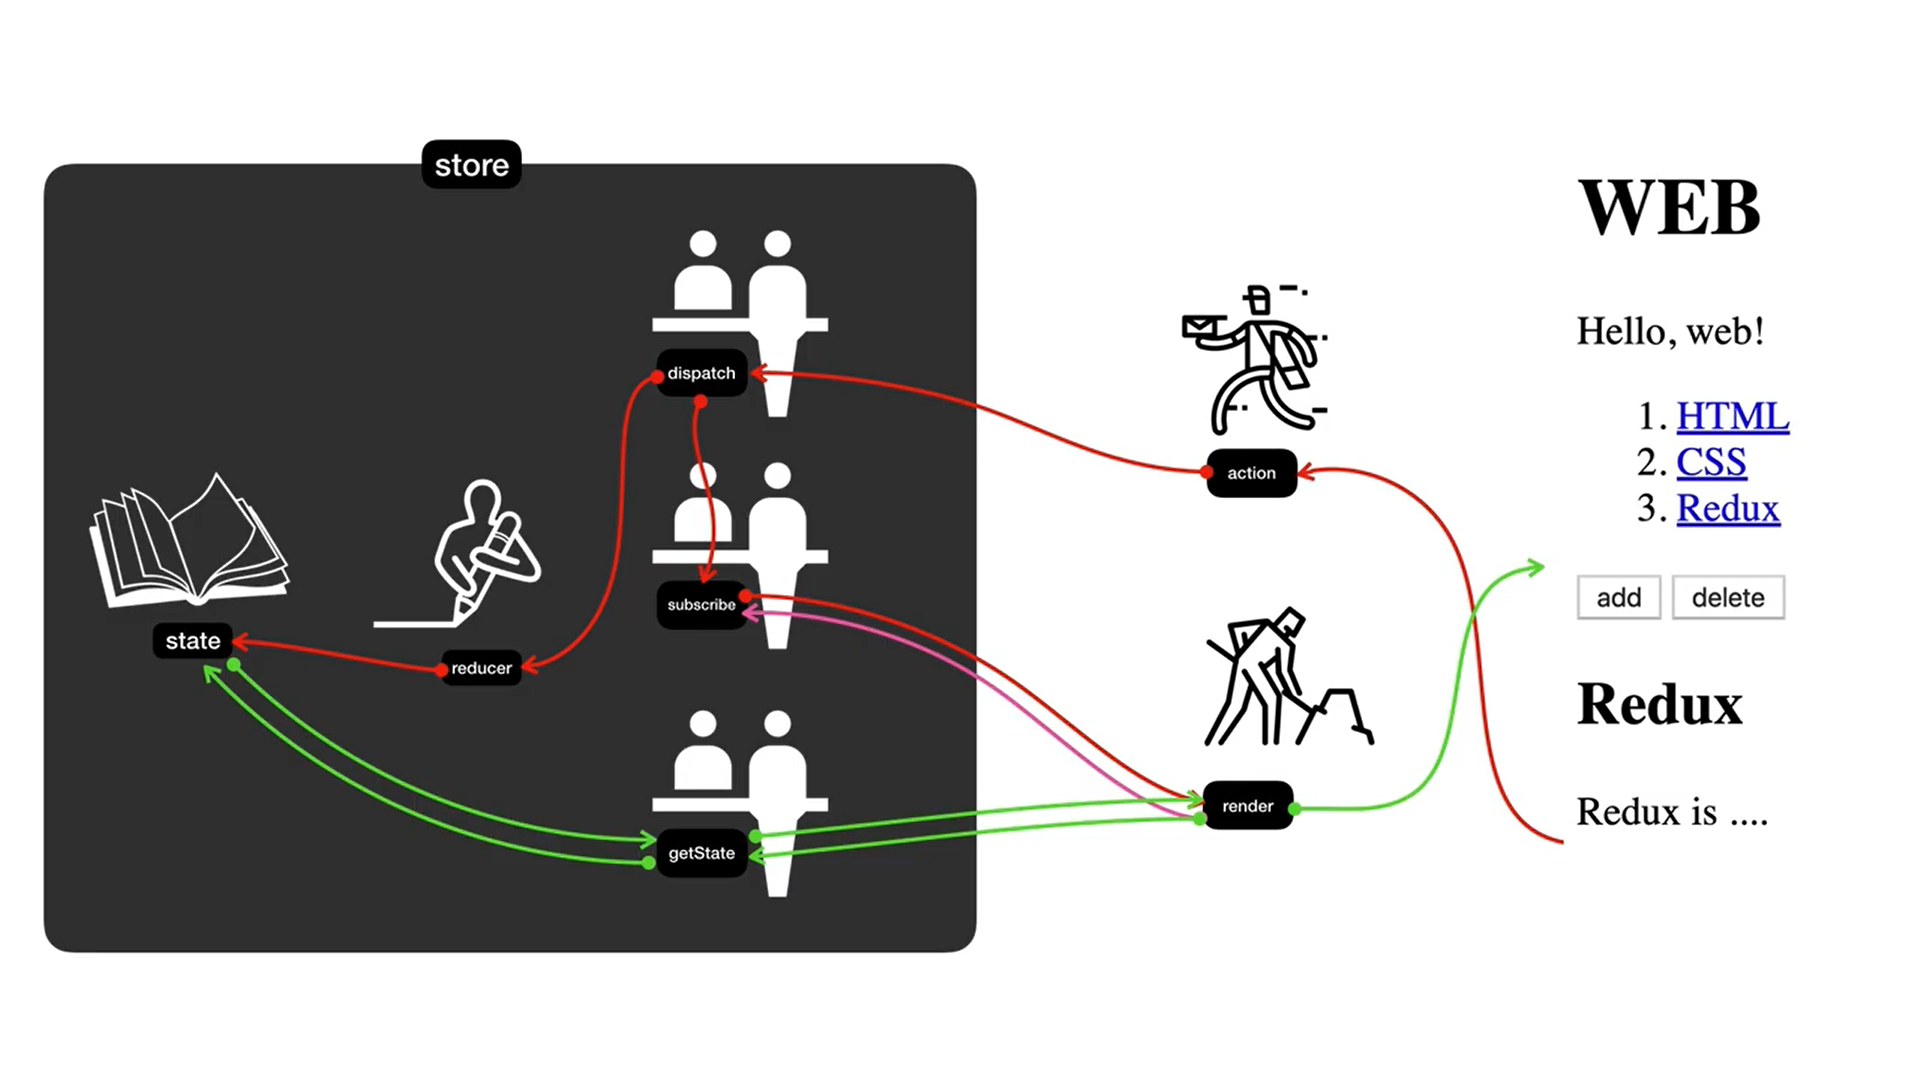 store
dispatch
subscribe
state
reducer
getState
action
render
WEB
Hello, web!
1. HTML
2. CSS
3. Redux
add delete
Redux
Redux is ....